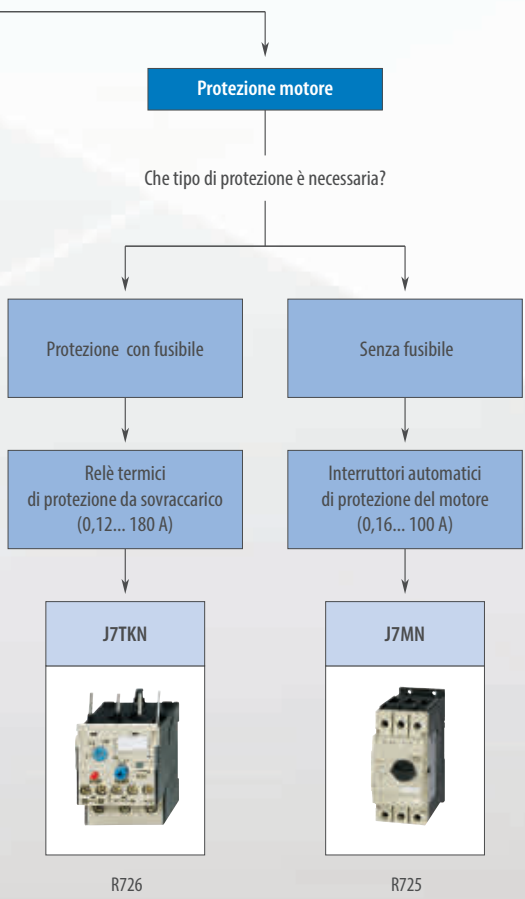 Protezione motore
Che tipo di protezione è necessaria?
Protezione con fusibile
Senza fusibile
Relè termici
di protezione da sovraccarico
(0,12... 180 A)
Interruttori automatici
di protezione del motore
(0,16... 100 A)
J7TKN
J7MN
R726
R725